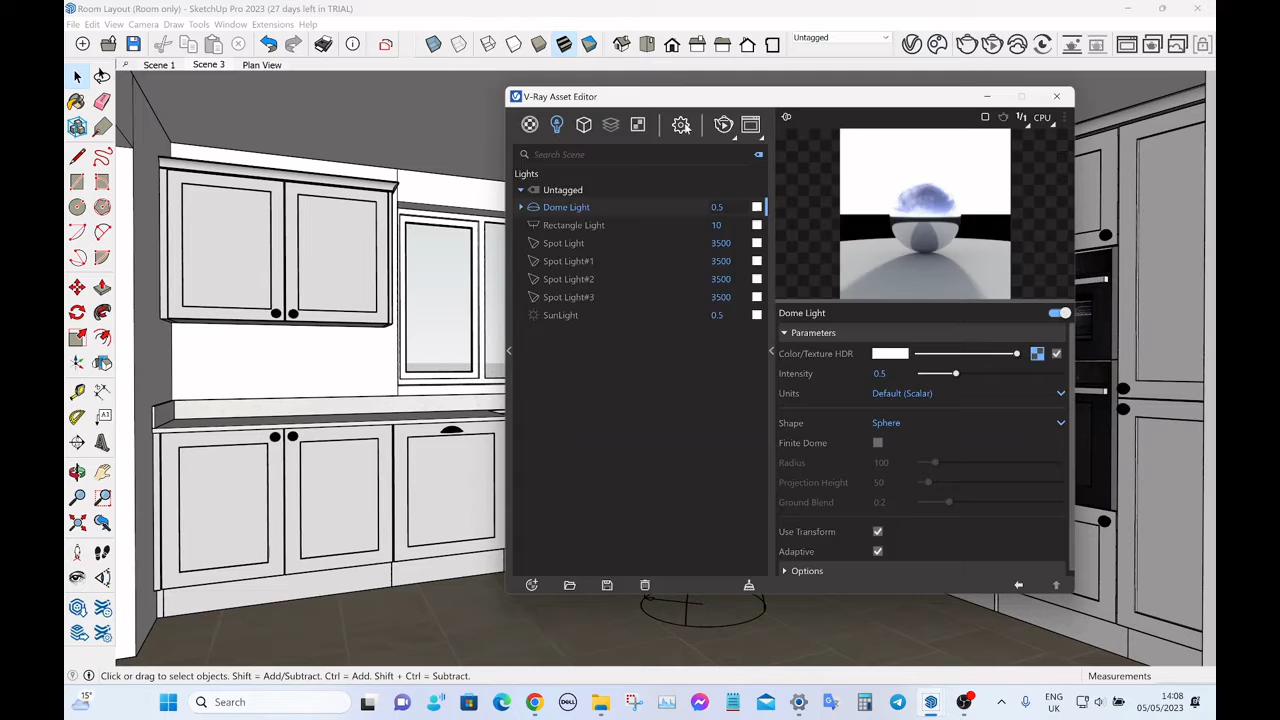 Room Layout (Room only) - SketchUp Pro 2023 (27 days left in TRIAL)
File Edit View Camera Draw Tools Window Extensions Help
Untagged
Scene 1 Scene 3 Plan View
V-Ray Asset Editor
1/1 CPU
Search Scene
Lights
Untagged
Dome Light 0.5
Rectangle Light 10
Spot Light 3500
Spot Light#1 3500
Spot Light#2 3500
Spot Light#3 3500
SunLight 0.5
Dome Light
Parameters
Color/Texture HDR
Intensity 0.5
Units Default (Scalar)
Shape Sphere
Finite Dome
Radius 100
Projection Height 50
Ground Blend 0.2
Use Transform
Adaptive
Options
A1
Click or drag to select objects. Shift = Add/Subtract. Ctrl = Add. Shift + Ctrl = Subtract.
Measurements
15°
Search
DELL
ENG
UK
14:08
05/05/2023